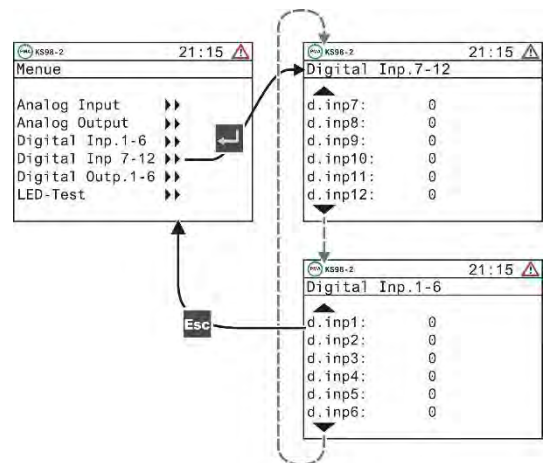 PMA KS98-2 21:15
Menue
Analog Input
Analog Output
Digital Inp.1-6
Digital Inp 7-12
Digital Outp.1-6
LED-Test
Esc
KS98-2 21:15
Digital Inp.7-12
d.inp7: 0
d.inp8: 0
d.inp9: 0
d.inp10: 0
d.inp11: 0
d.inp12: 0
PMA KS98-2 21:15
Digital Inp.1-6
d.inp1: 0
d.inp2: 0
d.inp3: 0
d.inp4: 0
d.inp5: 0
d.inp6: 0